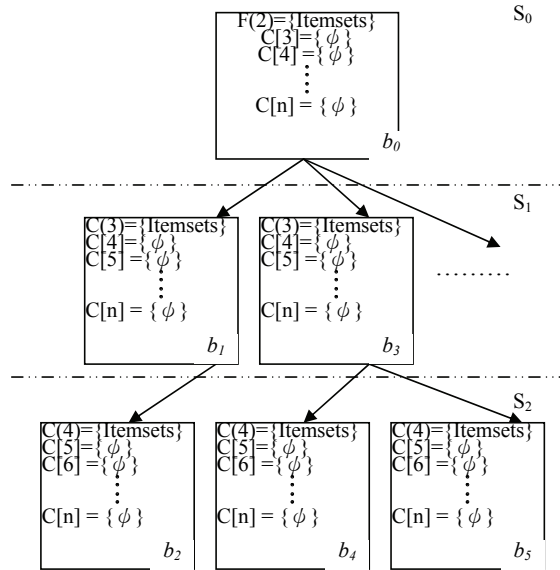 S₀
F(2)={Itemsets}
C[3]={ϕ}
C[4] ={ϕ}
C[n] = {ϕ}
b₀
S₁
C(3)={Itemsets} C(3)={Itemsets}
C[4]={ϕ} C[4]={ϕ}
C[5]={ϕ} C[5]={ϕ}
.........
C[n] = {ϕ} C[n] = {ϕ}
b₁ b₃
S₂
C(4)={Itemsets} C(4)={Itemsets} C(4)={Itemsets}
C[5]={ϕ} C[5]={ϕ} C[5]={ϕ}
C[6] ={ϕ} C[6] ={ϕ} C[6] ={ϕ}
C[n] = {ϕ} C[n] = {ϕ} C[n] = {ϕ}
b₂ b₄ b₅